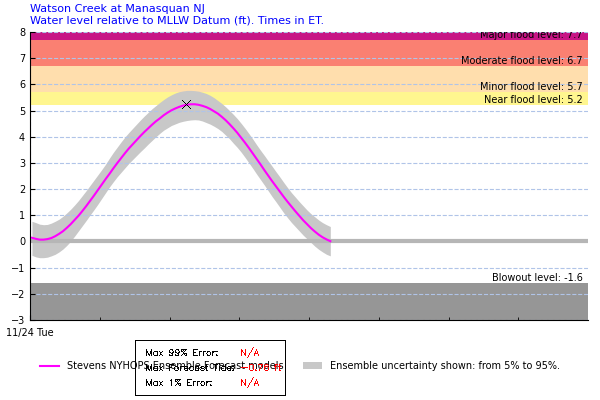 Watson Creek at Manasquan NJ
Water level relative to MLLW Datum (ft). Times in ET.
8
Major flood level: 7.7
7
Moderate flood level: 6.7
6
Minor flood level: 5.7
Near flood level: 5.2
5
4
3
2
1
0
−1
Blowout level: -1.6
−2
−3
11/24 Tue
Max 99% Error: N/A
Stevens NYHOPS Ensemble Forecast models
Ensemble uncertainty shown: from 5% to 95%.
Max Forecast Tide:
Max 1% Error: N/A